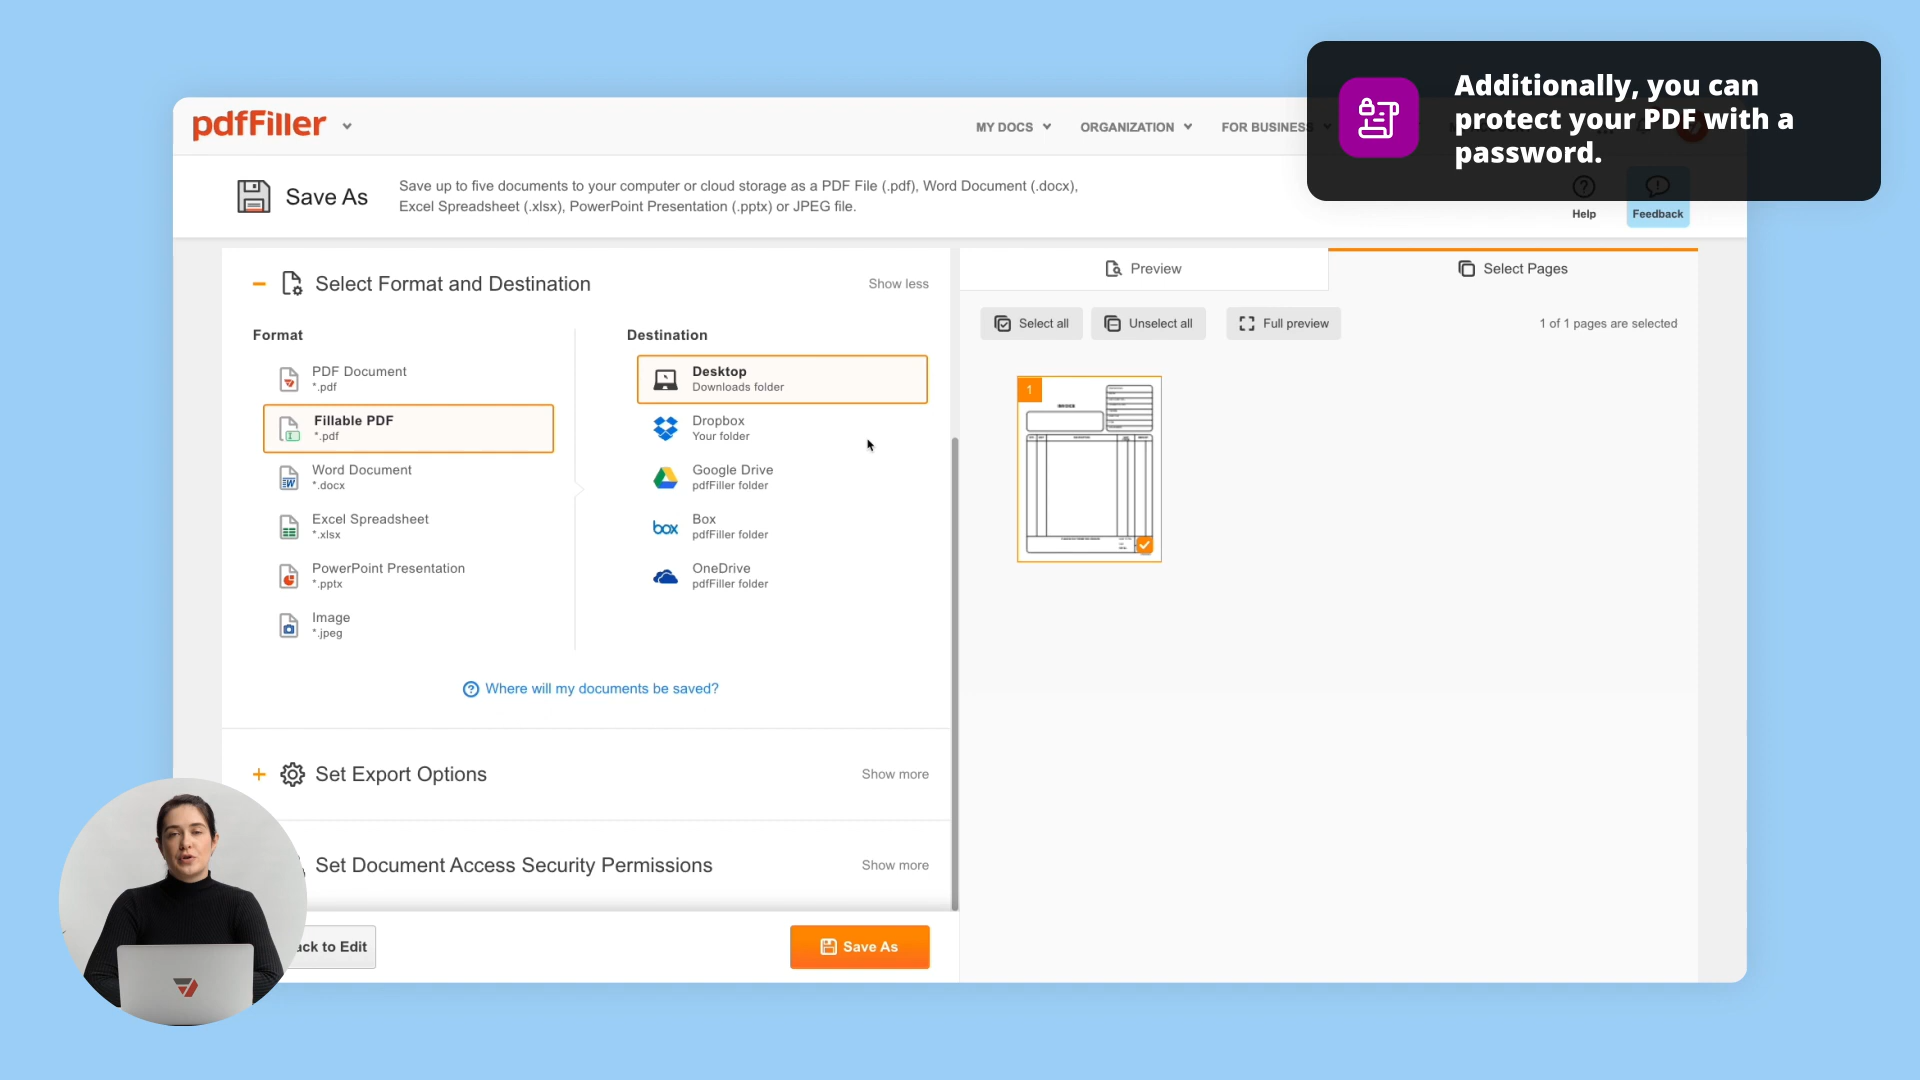 Additionally, you can
protect your PDF with a
password.
pdfFiller
MY DOCS
ORGANIZATION
FOR BUSINESS
Save As
Save up to five documents to your computer or cloud storage as a PDF File (.pdf), Word Document (.docx),
Excel Spreadsheet (.xlsx), PowerPoint Presentation (.pptx) or JPEG file.
Help
Feedback
Select Format and Destination
Show less
Format
PDF Document
*.pdf
Fillable PDF
*.pdf
Word Document
*.docx
Excel Spreadsheet
*.xlsx
PowerPoint Presentation
*.pptx
Image
*.jpeg
Destination
Desktop
Downloads folder
Dropbox
Your folder
Google Drive
pdfFiller folder
box
Box
pdfFiller folder
OneDrive
pdfFiller folder
Where will my documents be saved?
Set Export Options
Show more
Set Document Access Security Permissions
Show more
ack to Edit
Save As
Preview
Select Pages
Select all
Unselect all
Full preview
1 of 1 pages are selected
1
INVOICE